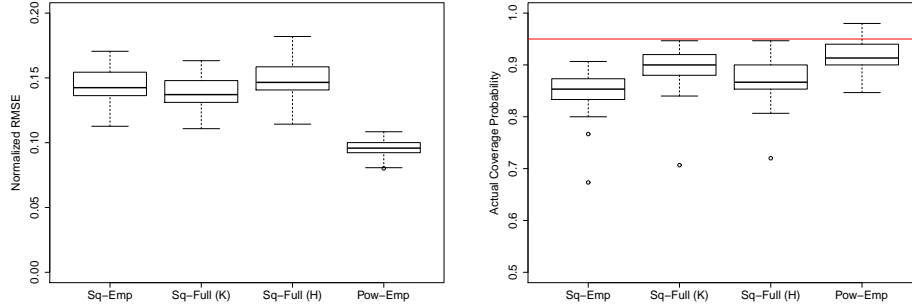 Normalized RMSE
0.20
0.15
0.10
0.05
0.00
Sq−Emp Sq−Full (K) Sq−Full (H) Pow−Emp
Actual Coverage Probability
1.0
0.9
0.8
0.7
0.6
0.5
Sq−Emp Sq−Full (K) Sq−Full (H) Pow−Emp